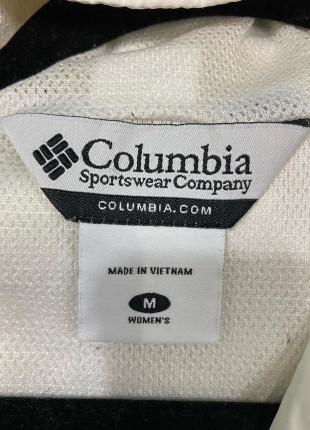 Columbia
Sportswear Company
COLUMBIA.COM
MADE IN VIETNAM
M
WOMEN'S